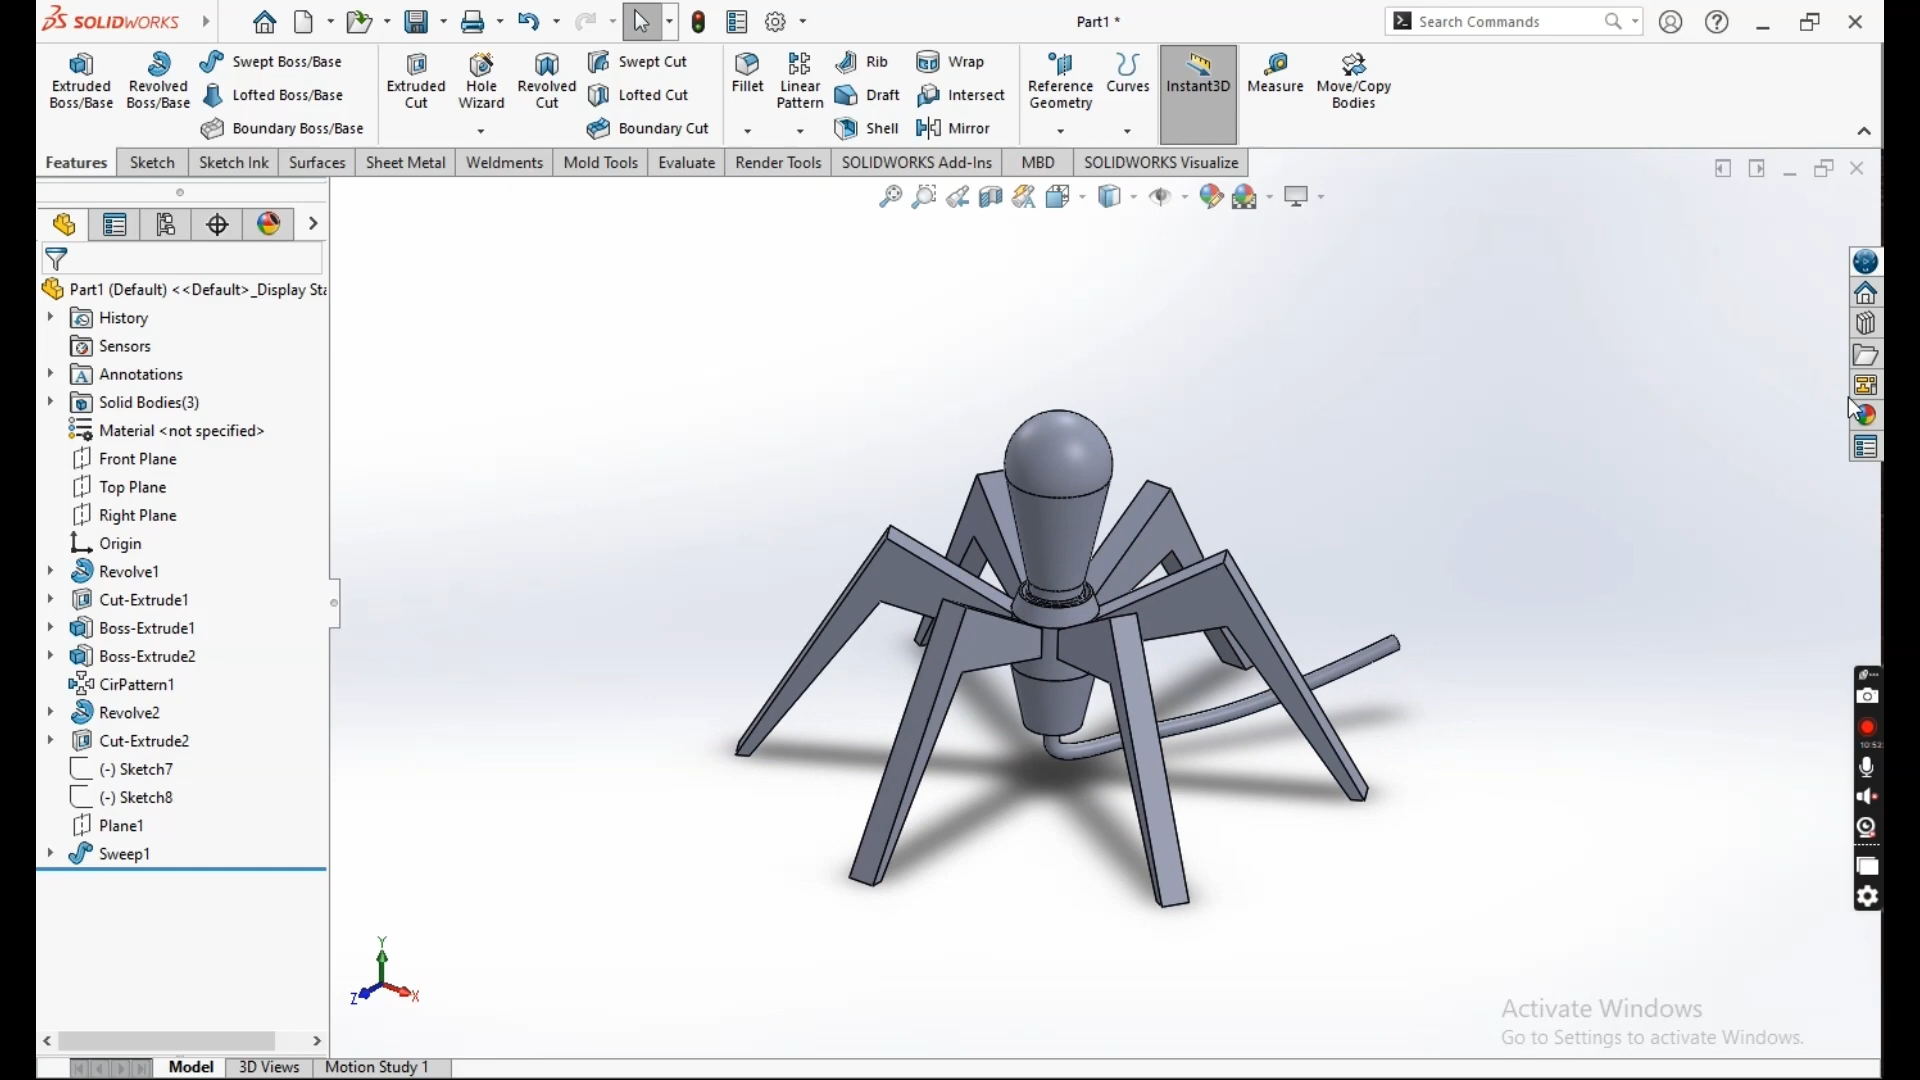 SOLIDWORKS
Part1 *
Search Commands
Extruded Boss/Base
Revolved Boss/Base
Swept Boss/Base
Lofted Boss/Base
Boundary Boss/Base
Extruded Cut
Hole Wizard
Revolved Cut
Swept Cut
Lofted Cut
Boundary Cut
Fillet
Linear Pattern
Rib
Draft
Shell
Wrap
Intersect
Mirror
Reference Geometry
Curves
Instant3D
Measure
Move/Copy Bodies
Features
Sketch
Sketch Ink
Surfaces
Sheet Metal
Weldments
Mold Tools
Evaluate
Render Tools
SOLIDWORKS Add-Ins
MBD
SOLIDWORKS Visualize
Part1 (Default) <<Default>_Display Sta
History
Sensors
Annotations
Solid Bodies(3)
Material <not specified>
Front Plane
Top Plane
Right Plane
Origin
Revolve1
Cut-Extrude1
Boss-Extrude1
Boss-Extrude2
CirPattern1
Revolve2
Cut-Extrude2
(-) Sketch7
(-) Sketch8
Plane1
Sweep1
Y
Z
X
10:52
Activate Windows
Go to Settings to activate Windows.
Model
3D Views
Motion Study 1